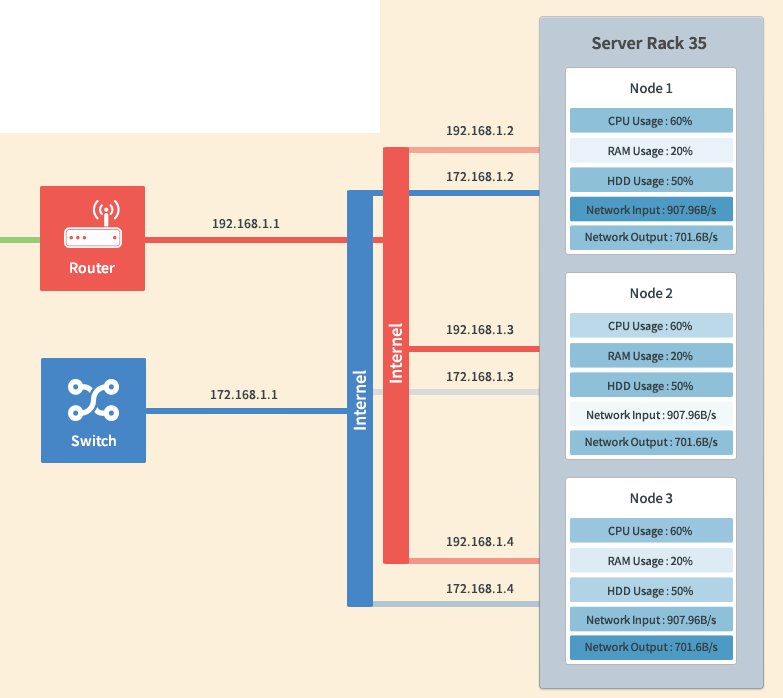 Server Rack 35
Node 1
CPU Usage : 60%
RAM Usage : 20%
HDD Usage : 50%
Network Input : 907.96B/s
Network Output : 701.6B/s
192.168.1.2
172.168.1.2
192.168.1.1
Router
Node 2
CPU Usage : 60%
RAM Usage : 20%
HDD Usage : 50%
Network Input : 907.96B/s
Network Output : 701.6B/s
192.168.1.3
172.168.1.3
Internel
Internel
172.168.1.1
Switch
Node 3
CPU Usage : 60%
RAM Usage : 20%
HDD Usage : 50%
Network Input : 907.96B/s
Network Output : 701.6B/s
192.168.1.4
172.168.1.4